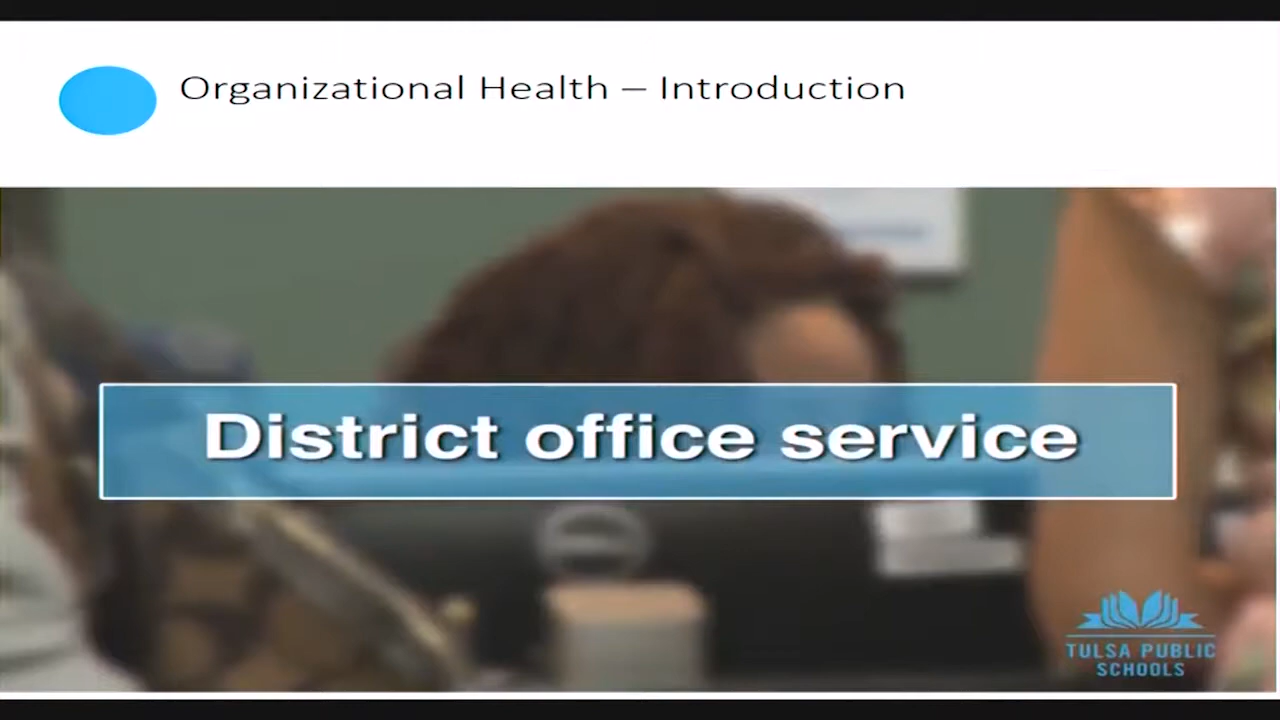 Organizational Health – Introduction
District office service
TULSA PUBLIC
SCHOOLS